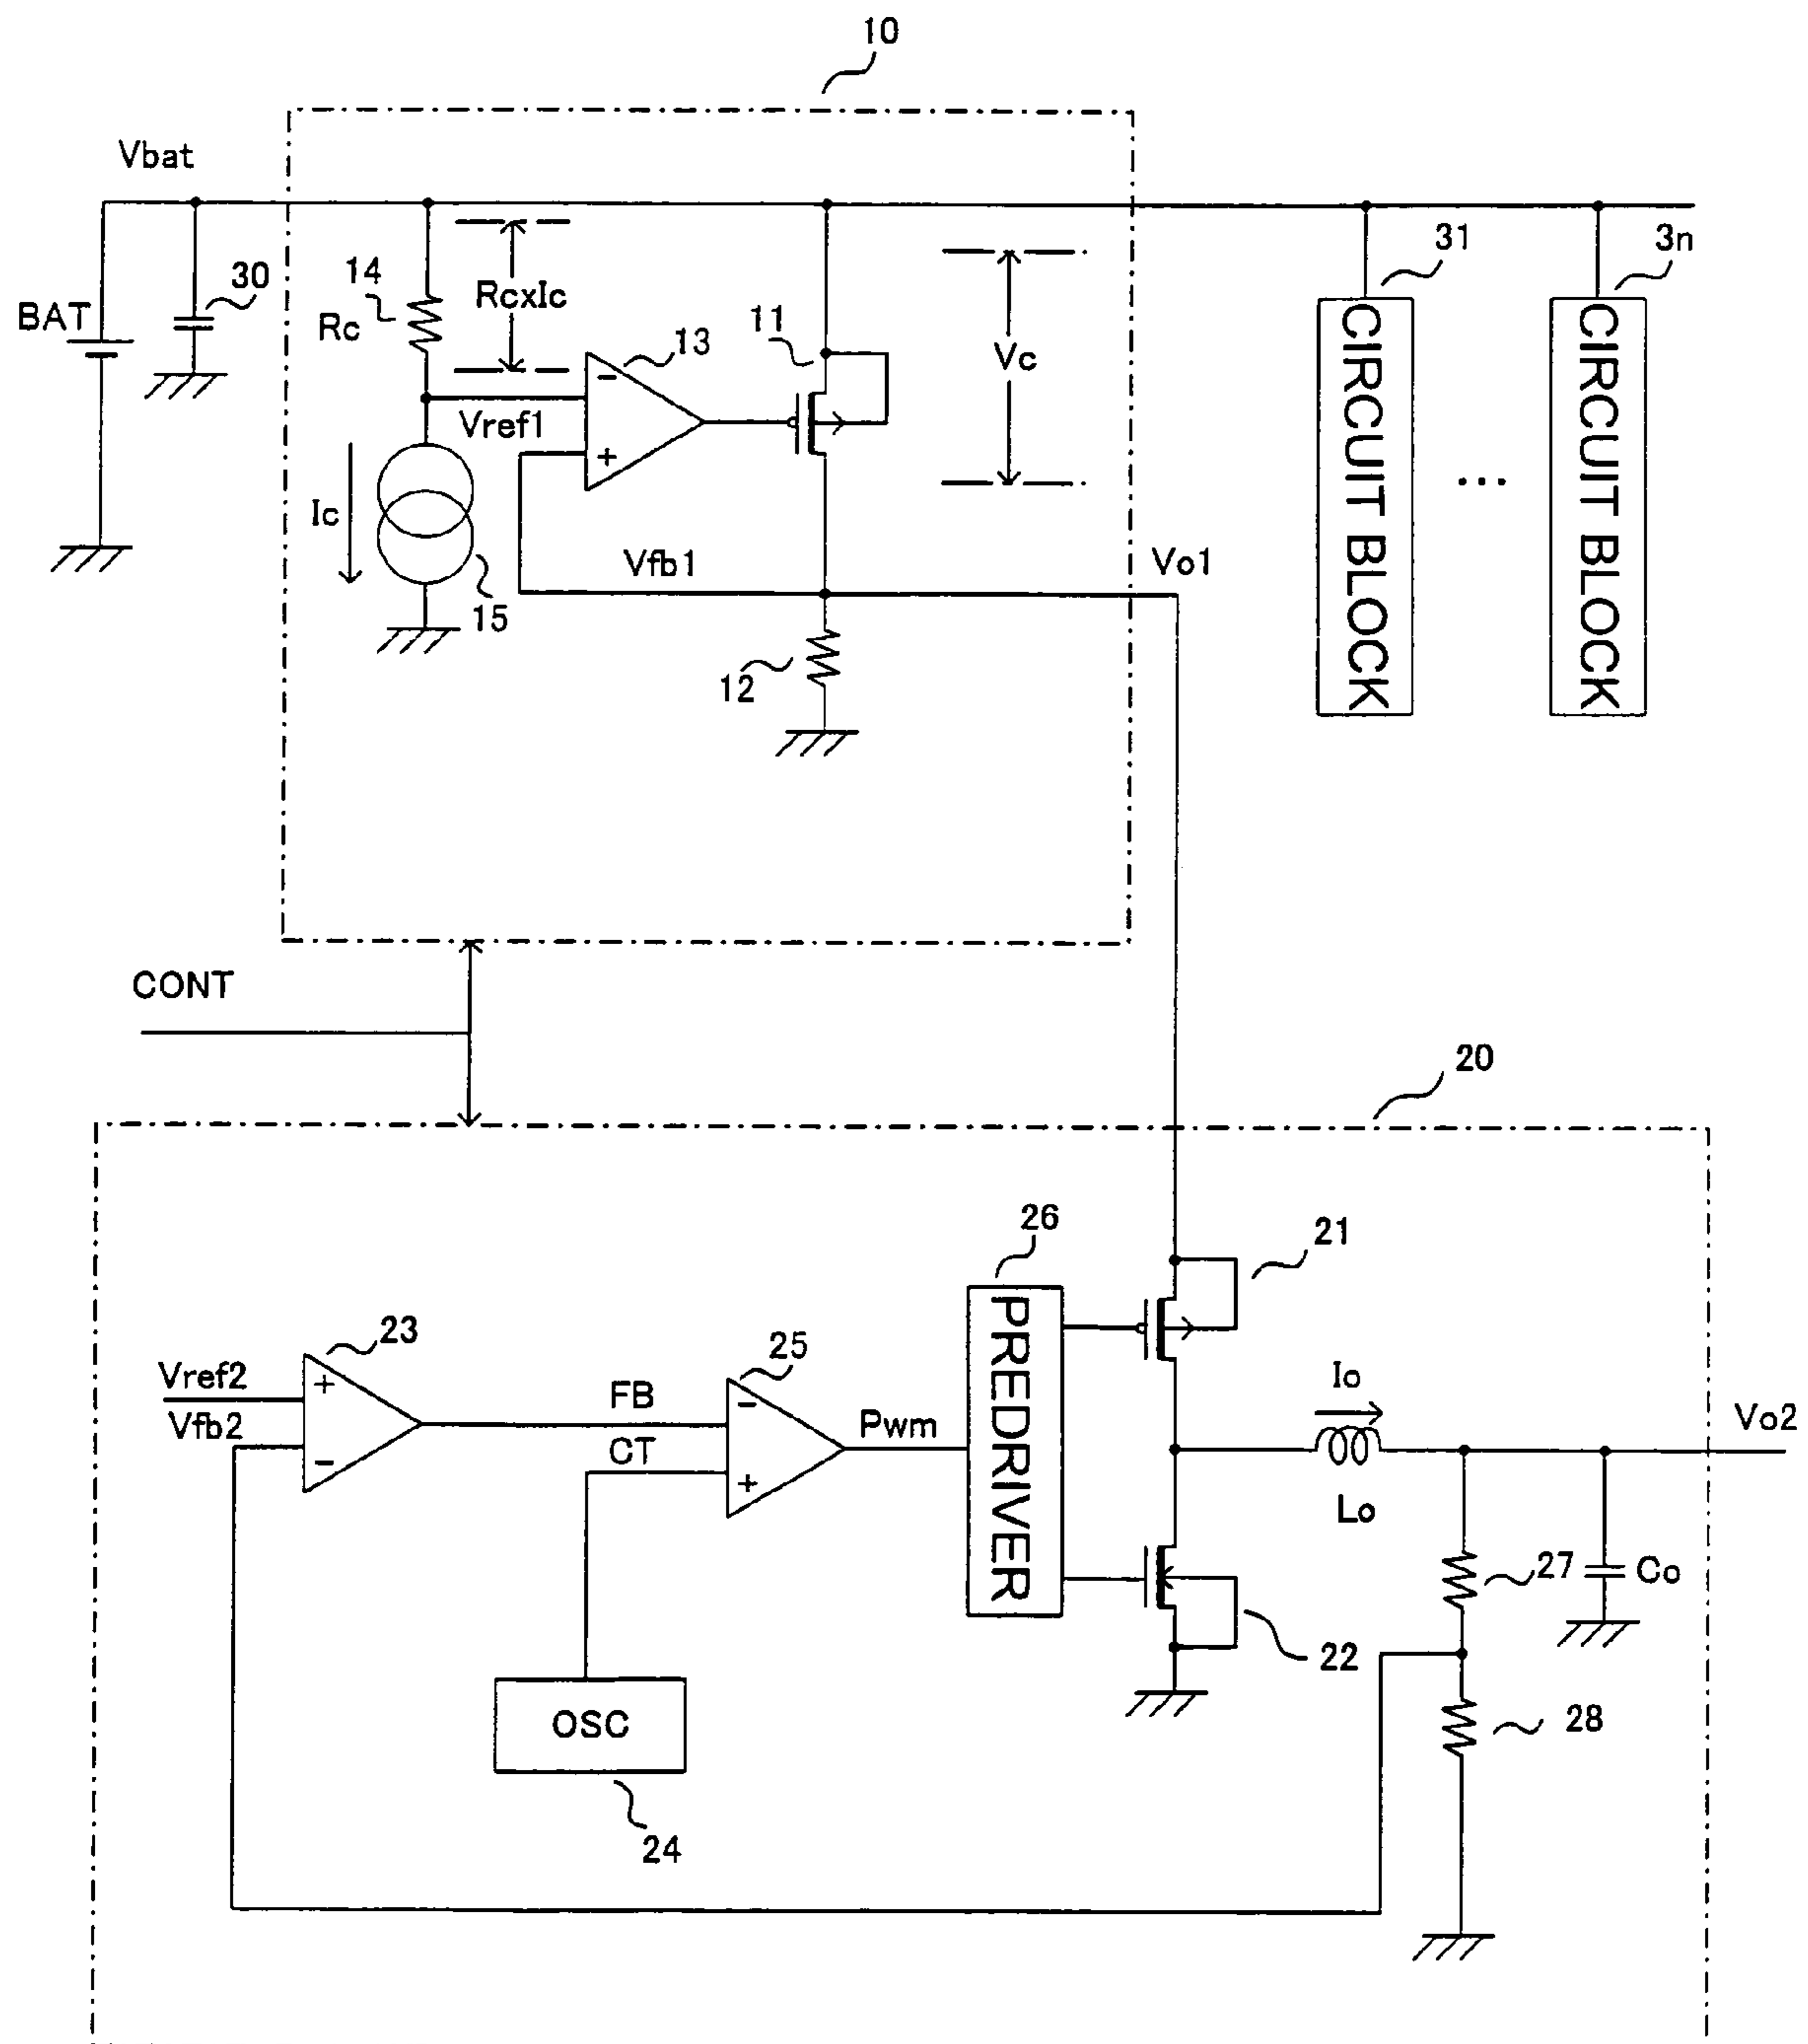 10
Vbat
31
3n
BAT
30
14
Rc
RcxIc
13
11
Vc
CIRCUIT BLOCK
...
CIRCUIT BLOCK
-
+
Vref1
Ic
15
Vfb1
Vo1
12
CONT
20
26
21
23
25
Vref2
Vfb2
+
-
FB
CT
-
+
Pwm
PREDRIVER
Io
Lo
Vo2
27
Co
22
28
OSC
24